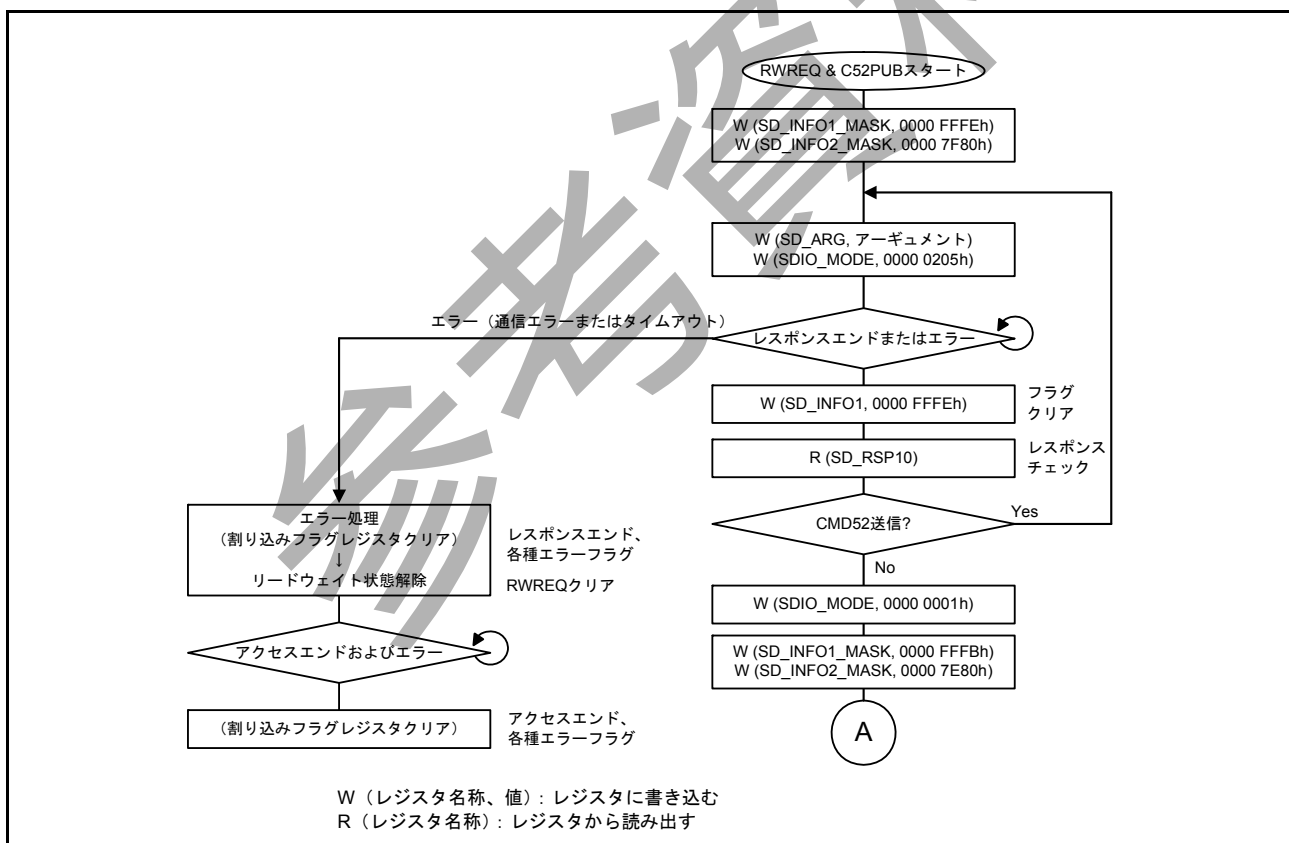 RWREQ & C52PUBスタート
W (SD_INFO1_MASK, 0000 FFFEh)
W (SD_INFO2_MASK, 0000 7F80h)
W (SD_ARG, アーギュメント)
W (SDIO_MODE, 0000 0205h)
エラー（通信エラーまたはタイムアウト）
レスポンスエンドまたはエラー
W (SD_INFO1, 0000 FFFEh)
フラグ
クリア
R (SD_RSP10)
レスポンス
チェック
CMD52送信?
Yes
No
エラー処理
（割り込みフラグレジスタクリア）
↓
リードウェイト状態解除
レスポンスエンド、
各種エラーフラグ
RWREQクリア
W (SDIO_MODE, 0000 0001h)
アクセスエンドおよびエラー
W (SD_INFO1_MASK, 0000 FFFBh)
W (SD_INFO2_MASK, 0000 7E80h)
（割り込みフラグレジスタクリア）
アクセスエンド、
各種エラーフラグ
A
W（レジスタ名称、値）: レジスタに書き込む
R（レジスタ名称）: レジスタから読み出す
参考資料